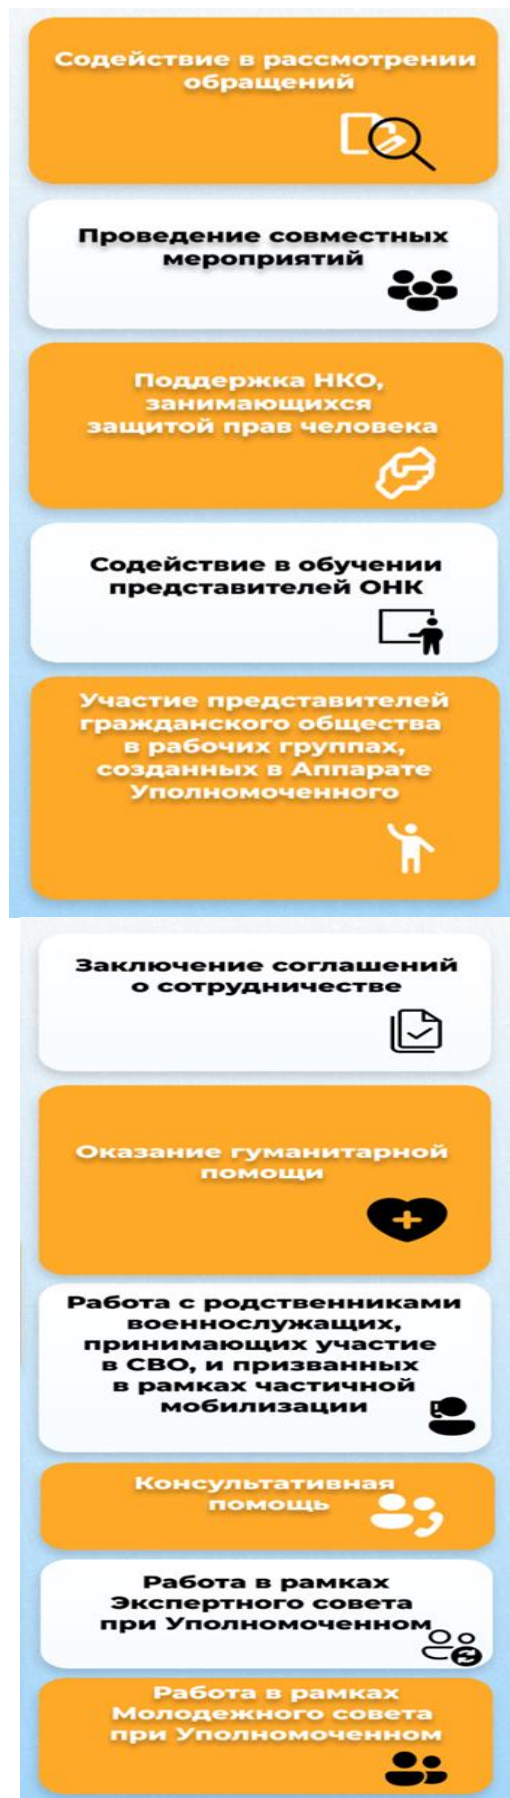 Содействие в рассмотрении
обращений
Проведение совместных
мероприятий
Поддержка НКО,
занимающихся
защитой прав человека
Содействие в обучении
представителей ОНК
Участие представителей
гражданского общества
в рабочих группах,
созданных в Аппарате
Уполномоченного
Заключение соглашений
о сотрудничестве
Оказание гуманитарной
помощи
Работа с родственниками
военнослужащих,
принимающих участие
в СВО, и призванных
в рамках частичной
мобилизации
Консультативная
помощь
Работа в рамках
Экспертного совета
при Уполномоченном
Работа в рамках
Молодежного совета
при Уполномоченном